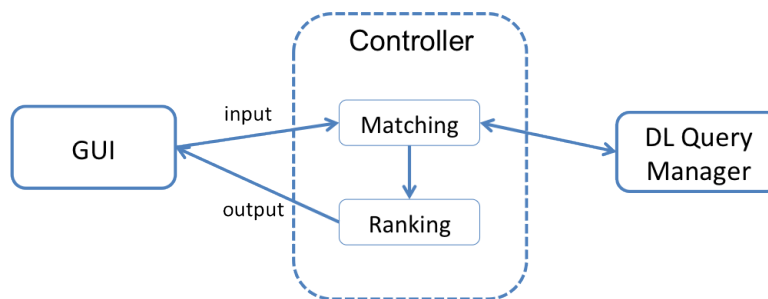 Controller
input
Matching
GUI
DL Query
Manager
output
Ranking